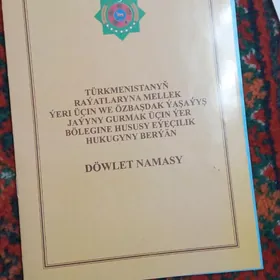 TÜRKMENISTANYŇ
RAÝATLARYNA MELLEK
ÝERI ÜÇIN WE ÖZBAŞDAK ÝAŞAÝYŞ
JAÝYNY GURMAK ÜÇIN ÝER
BÖLEGINE HUSUSY EÝEÇILIK
HUKUGYNY BERÝÄN
DÖWLET NAMASY